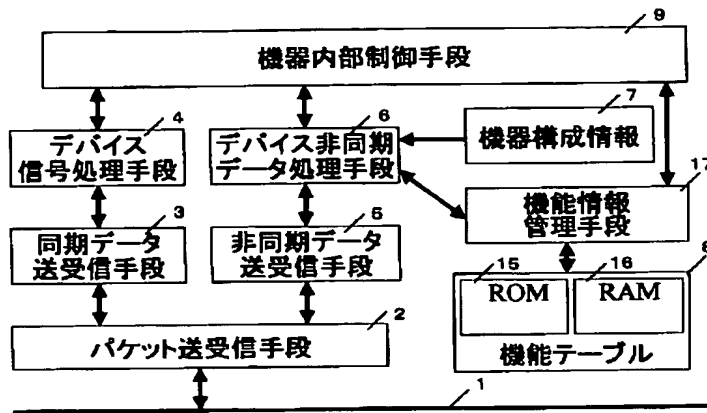 9
機器内部制御手段
4
デバイス
信号処理手段
6
デバイス非同期
データ処理手段
7
機器構成情報
17
機能情報
管理手段
3
同期データ
送受信手段
5
非同期データ
送受信手段
8
15
ROM
16
RAM
機能テーブル
2
パケット送受信手段
1